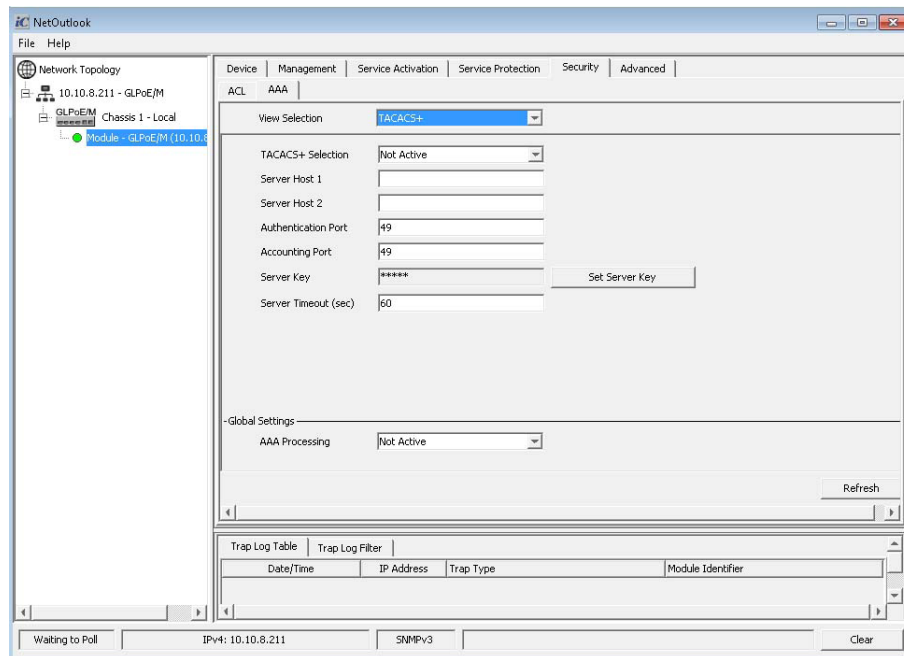 iC NetOutlook
File Help
Network Topology
10.10.8.211 - GLPoE/M
GLPoE/M Chassis 1 - Local
Module - GLPoE/M (10.10.8
Device Management Service Activation Service Protection Security Advanced
ACL AAA
View Selection TACACS+
TACACS+ Selection Not Active
Server Host 1
Server Host 2
Authentication Port 49
Accounting Port 49
Server Key ***** Set Server Key
Server Timeout (sec) 60
Global Settings
AAA Processing Not Active
Refresh
Trap Log Table Trap Log Filter
Date/Time IP Address Trap Type Module Identifier
Waiting to Poll IPv4: 10.10.8.211 SNMPv3 Clear